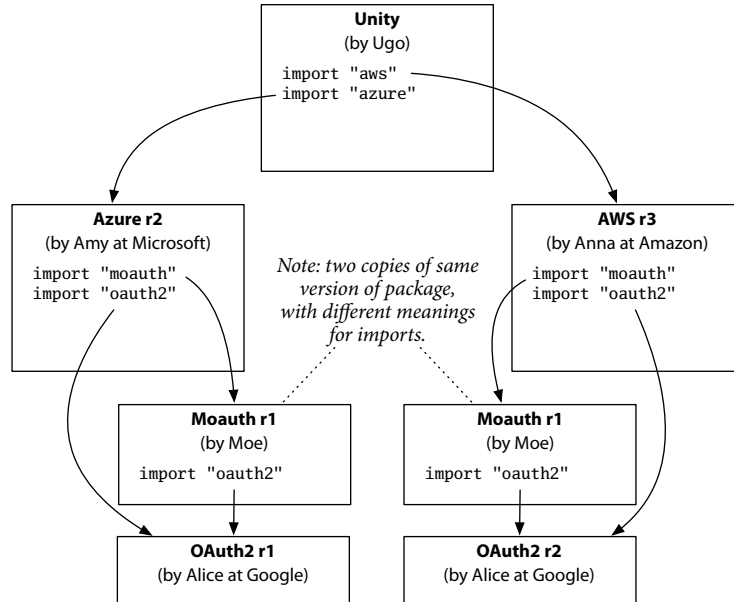 Unity
(by Ugo)
import "aws"
import "azure"
Azure r2
(by Amy at Microsoft)
import "moauth"
import "oauth2"
AWS r3
(by Anna at Amazon)
import "moauth"
import "oauth2"
Note: two copies of same
version of package,
with different meanings
for imports.
Moauth r1
(by Moe)
import "oauth2"
Moauth r1
(by Moe)
import "oauth2"
OAuth2 r1
(by Alice at Google)
OAuth2 r2
(by Alice at Google)